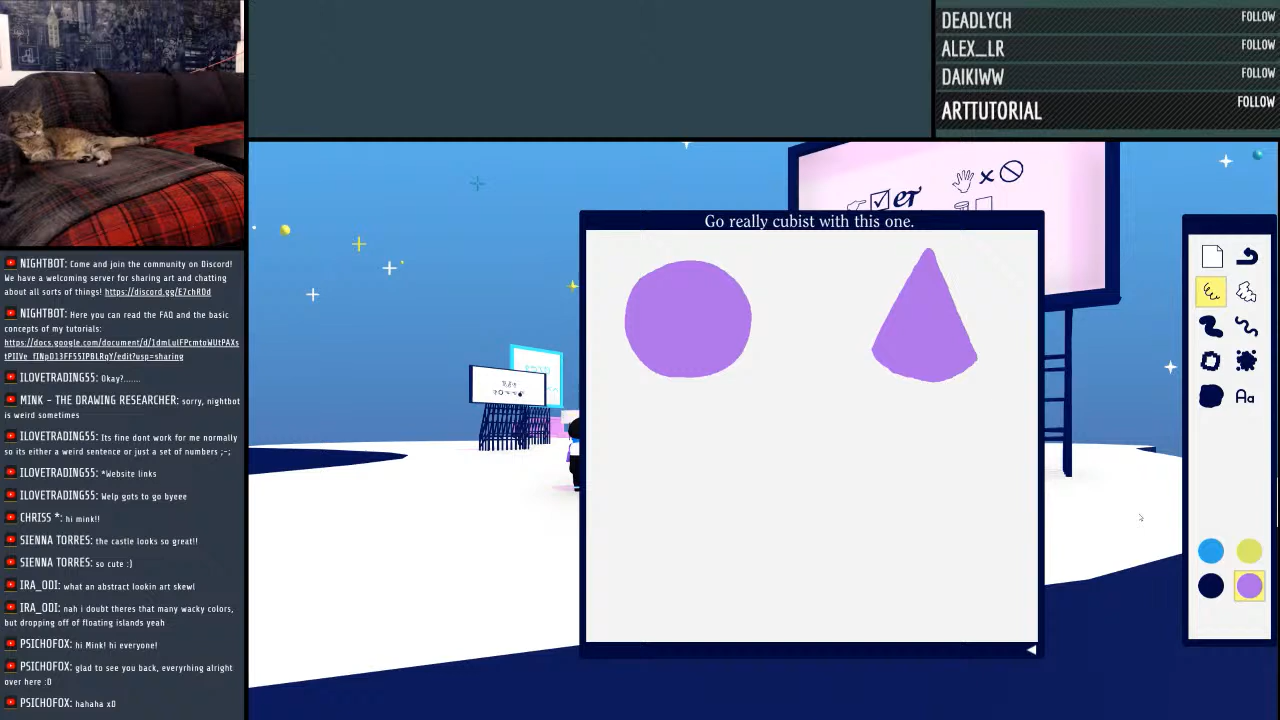 DEADLYCH FOLLOW
ALEX_LR FOLLOW
DAIKIWW FOLLOW
ARTTUTORIAL FOLLOW
er
Go really cubist with this one.
Aa
NIGHTBOT: Come and join the community on Discord!
We have a welcoming server for sharing art and chatting
about all sorts of things!
NIGHTBOT: Here you can read the FAQ and the basic
concepts of my tutorials:
ILOVETRADING55: Okay?.......
MINK - THE DRAWING RESEARCHER: sorry, nightbot
is weird sometimes
ILOVETRADING55: Its fine dont work for me normally
so its either a weird sentence or just a set of numbers ;-;
ILOVETRADING55: *Website links
ILOVETRADING55: Welp gots to go byeee
CHRISS *: hi mink!!
SIENNA TORRES: the castle looks so great!!
SIENNA TORRES: so cute :)
IRA_ODI: what an abstract lookin art skewl
IRA_ODI: nah i doubt theres that many wacky colors,
but dropping off of floating islands yeah
PSICHOFOX: hi Mink! hi everyone!
PSICHOFOX: glad to see you back, everyrhing alright
over here :D
PSICHOFOX: hahaha xD